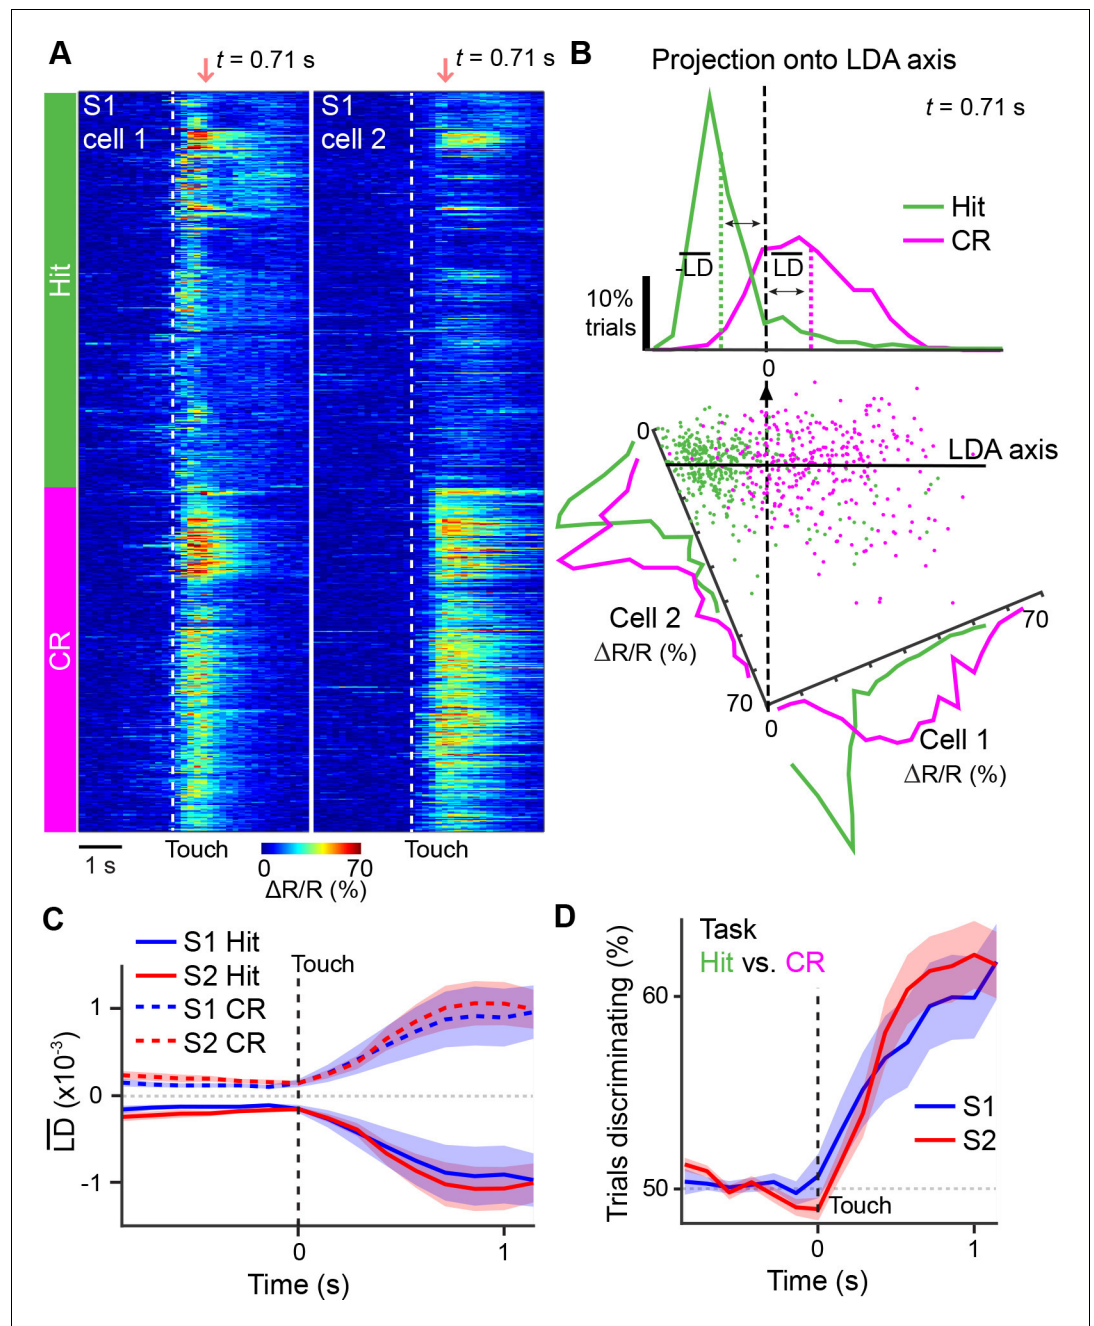 A
t = 0.71 s
t = 0.71 s
S1
cell 1
S1
cell 2
Hit
CR
1 s
Touch
Touch
0
70
ΔR/R (%)
B
Projection onto LDA axis
t = 0.71 s
Hit
CR
-L̅D̅
L̅D̅
10%
trials
0
0
LDA axis
Cell 2
ΔR/R (%)
70
70
0
Cell 1
ΔR/R (%)
C
S1 Hit
S2 Hit
S1 CR
S2 CR
Touch
L̅D̅ (x10⁻³)
1
0
-1
0
1
Time (s)
D
Task
Hit vs. CR
Trials discriminating (%)
60
50
S1
S2
Touch
0
1
Time (s)